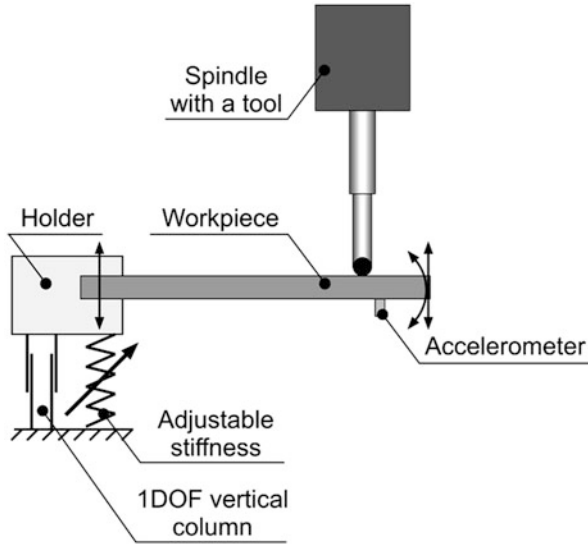 Spindle
with a tool
Holder
Workpiece
Accelerometer
Adjustable
stiffness
1DOF vertical
column